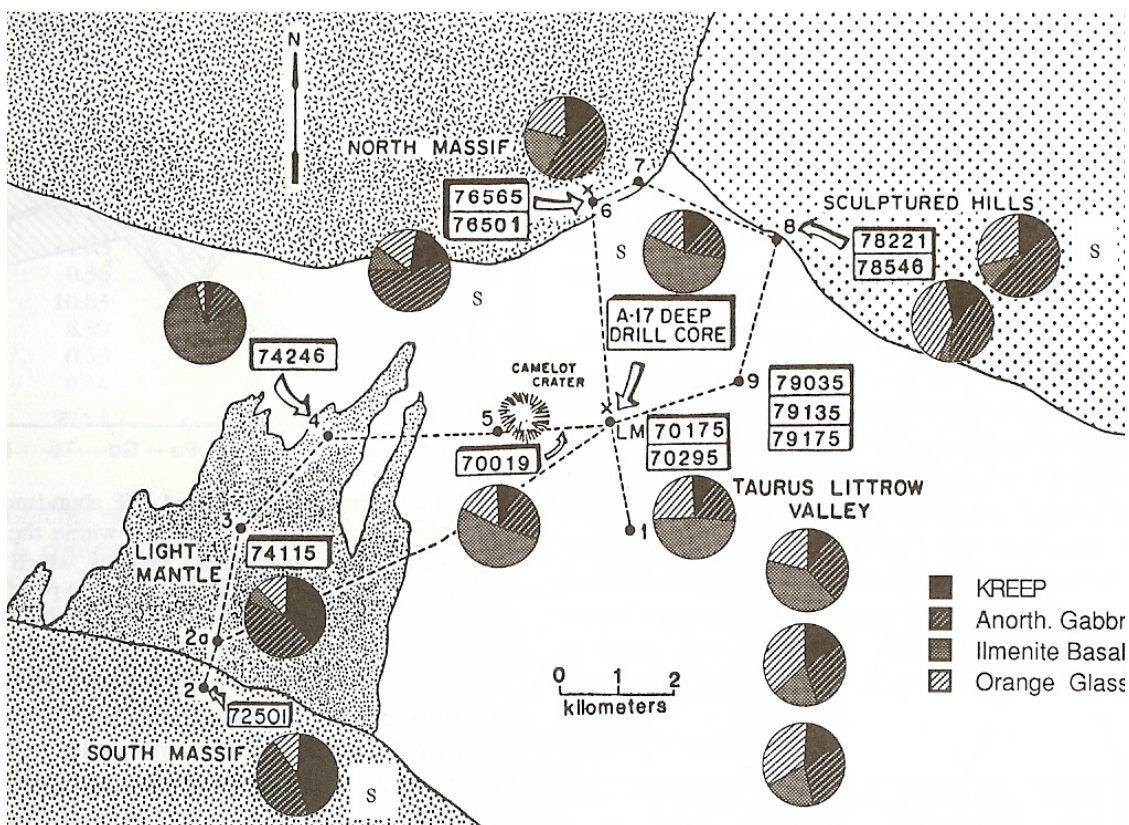 N
NORTH MASSIF
7
76565
76501
6
SCULPTURED HILLS
8
78221
78546
S
S
S
A-17 DEEP
DRILL CORE
74246
CAMELOT
CRATER
4
5
9
79035
79135
79175
LM
70175
70295
70019
TAURUS LITTROW
VALLEY
3
1
LIGHT
MANTLE
74115
KREEP
Anorth. Gabbr
Ilmenite Basal
Orange Glass
2a
2
0 1 2
kilometers
72501
SOUTH MASSIF
S